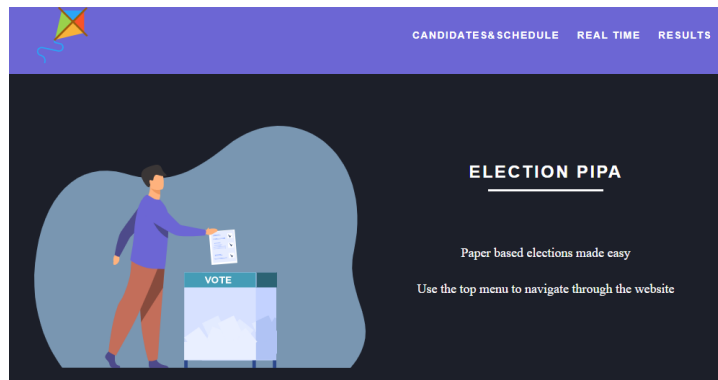 CANDIDATES&SCHEDULE REAL TIME RESULTS
ELECTION PIPA
Paper based elections made easy
Use the top menu to navigate through the website
VOTE